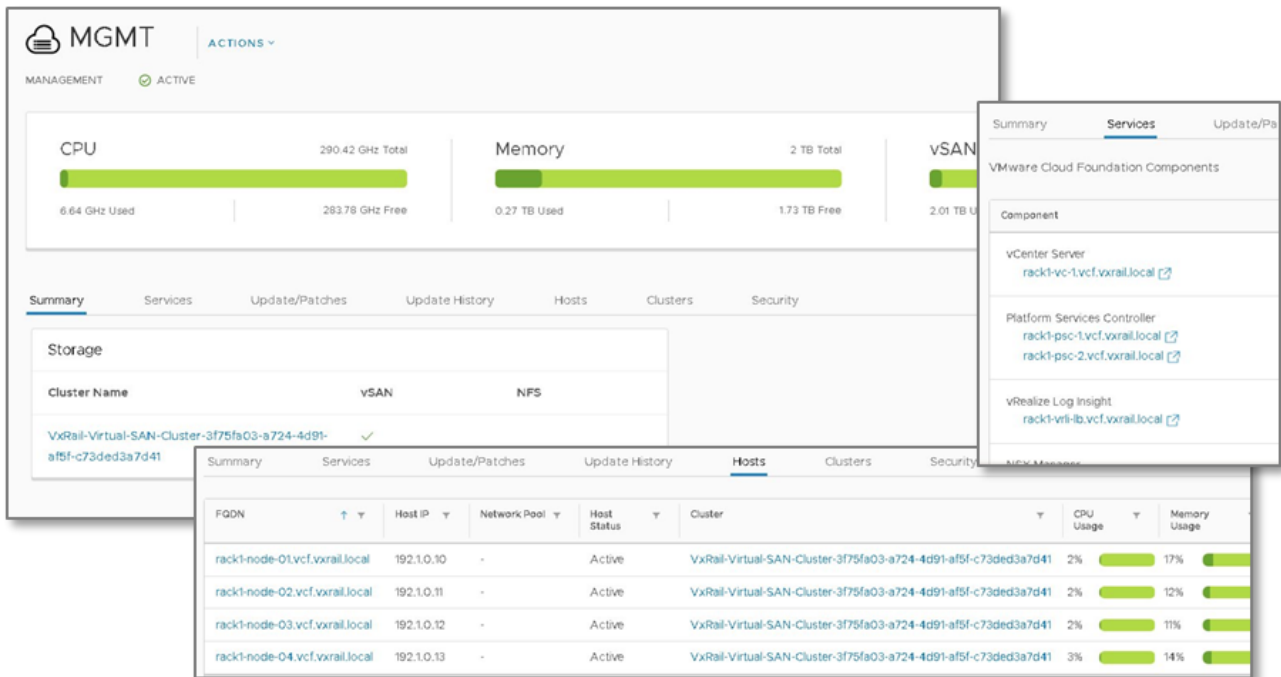 MGMT
ACTIONS
MANAGEMENT ACTIVE
CPU 290.42 GHz Total
6.64 GHz Used 283.78 GHz Free
Memory 2 TB Total
0.27 TB Used 1.73 TB Free
vSAN
2.01 TB U
Summary Services Update/Patches Update History Hosts Clusters Security
Storage
Cluster Name vSAN NFS
VxRail-Virtual-SAN-Cluster-3f75fa03-a724-4d91-
af5f-c73ded3a7d41
Summary Services Update/Pa
VMware Cloud Foundation Components
Component
vCenter Server
rack1-vc-1.vcf.vxrail.local
Platform Services Controller
rack1-psc-1.vcf.vxrail.local
rack1-psc-2.vcf.vxrail.local
vRealize Log Insight
rack1-vrli-lb.vcf.vxrail.local
NSX Manager
Summary Services Update/Patches Update History Hosts Clusters Security
FQDN Host IP Network Pool Host Status Cluster CPU Usage Memory Usage
rack1-node-01.vcf.vxrail.local 192.1.0.10 - Active VxRail-Virtual-SAN-Cluster-3f75fa03-a724-4d91-af5f-c73ded3a7d41 2% 17%
rack1-node-02.vcf.vxrail.local 192.1.0.11 - Active VxRail-Virtual-SAN-Cluster-3f75fa03-a724-4d91-af5f-c73ded3a7d41 2% 12%
rack1-node-03.vcf.vxrail.local 192.1.0.12 - Active VxRail-Virtual-SAN-Cluster-3f75fa03-a724-4d91-af5f-c73ded3a7d41 2% 11%
rack1-node-04.vcf.vxrail.local 192.1.0.13 - Active VxRail-Virtual-SAN-Cluster-3f75fa03-a724-4d91-af5f-c73ded3a7d41 3% 14%